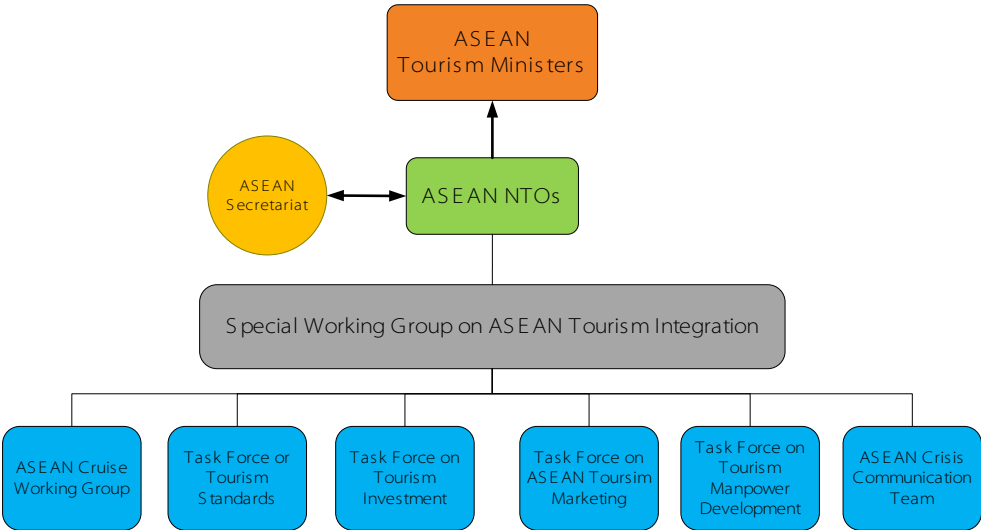 ASEAN
Tourism Ministers
ASEAN
Secretariat
ASEAN NTOs
Special Working Group on ASEAN Tourism Integration
ASEAN Cruise
Working Group
Task Force or
Tourism
Standards
Task Force on
Tourism
Investment
Task Force on
ASEAN Toursim
Marketing
Task Force on
Tourism
Manpower
Development
ASEAN Crisis
Communication
Team